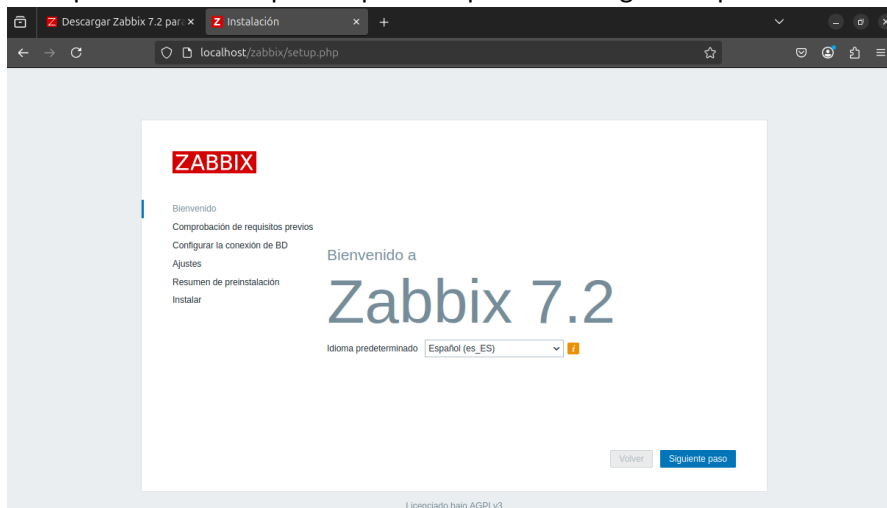 Descargar Zabbix 7.2 para
Instalación
localhost/zabbix/setup.php
ZABBIX
Bienvenido
Comprobación de requisitos previos
Configurar la conexión de BD
Ajustes
Resumen de preinstalación
Instalar
Bienvenido a
Zabbix 7.2
Idioma predeterminado
Español (es_ES)
Volver
Siguiente paso
Licenciado bajo AGPLv3